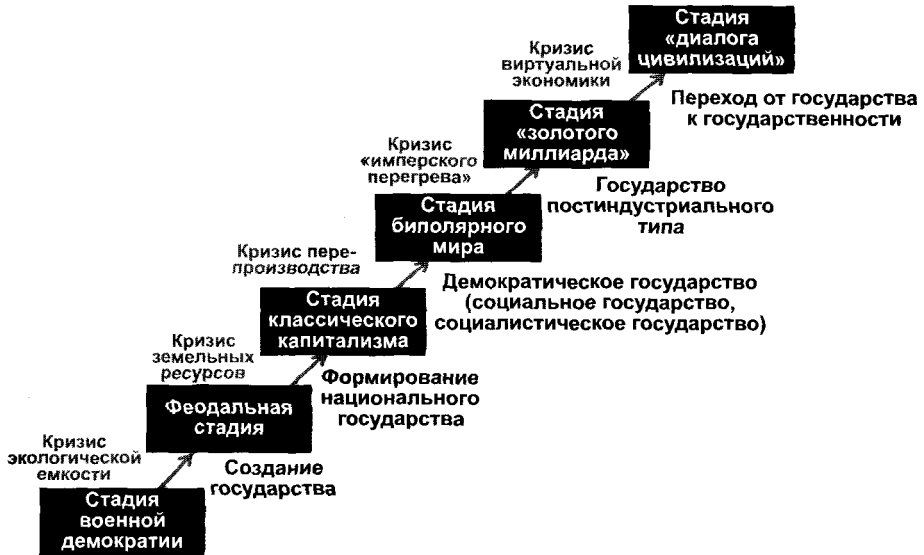 Стадия
«диалога
цивилизаций»
Кризис
виртуальной
экономики
Переход от государства
к государственности
Стадия
«золотого
миллиарда»
Кризис
«имперского
перегрева»
Государство
постиндустриального
типа
Стадия
биполярного
мира
Кризис пере-
производства
Демократическое государство
(социальное государство,
социалистическое государство)
Стадия
классического
капитализма
Кризис
земельных
ресурсов
Формирование
национального
государства
Феодальная
стадия
Кризис
экологической
емкости
Создание
государства
Стадия
военной
демократии